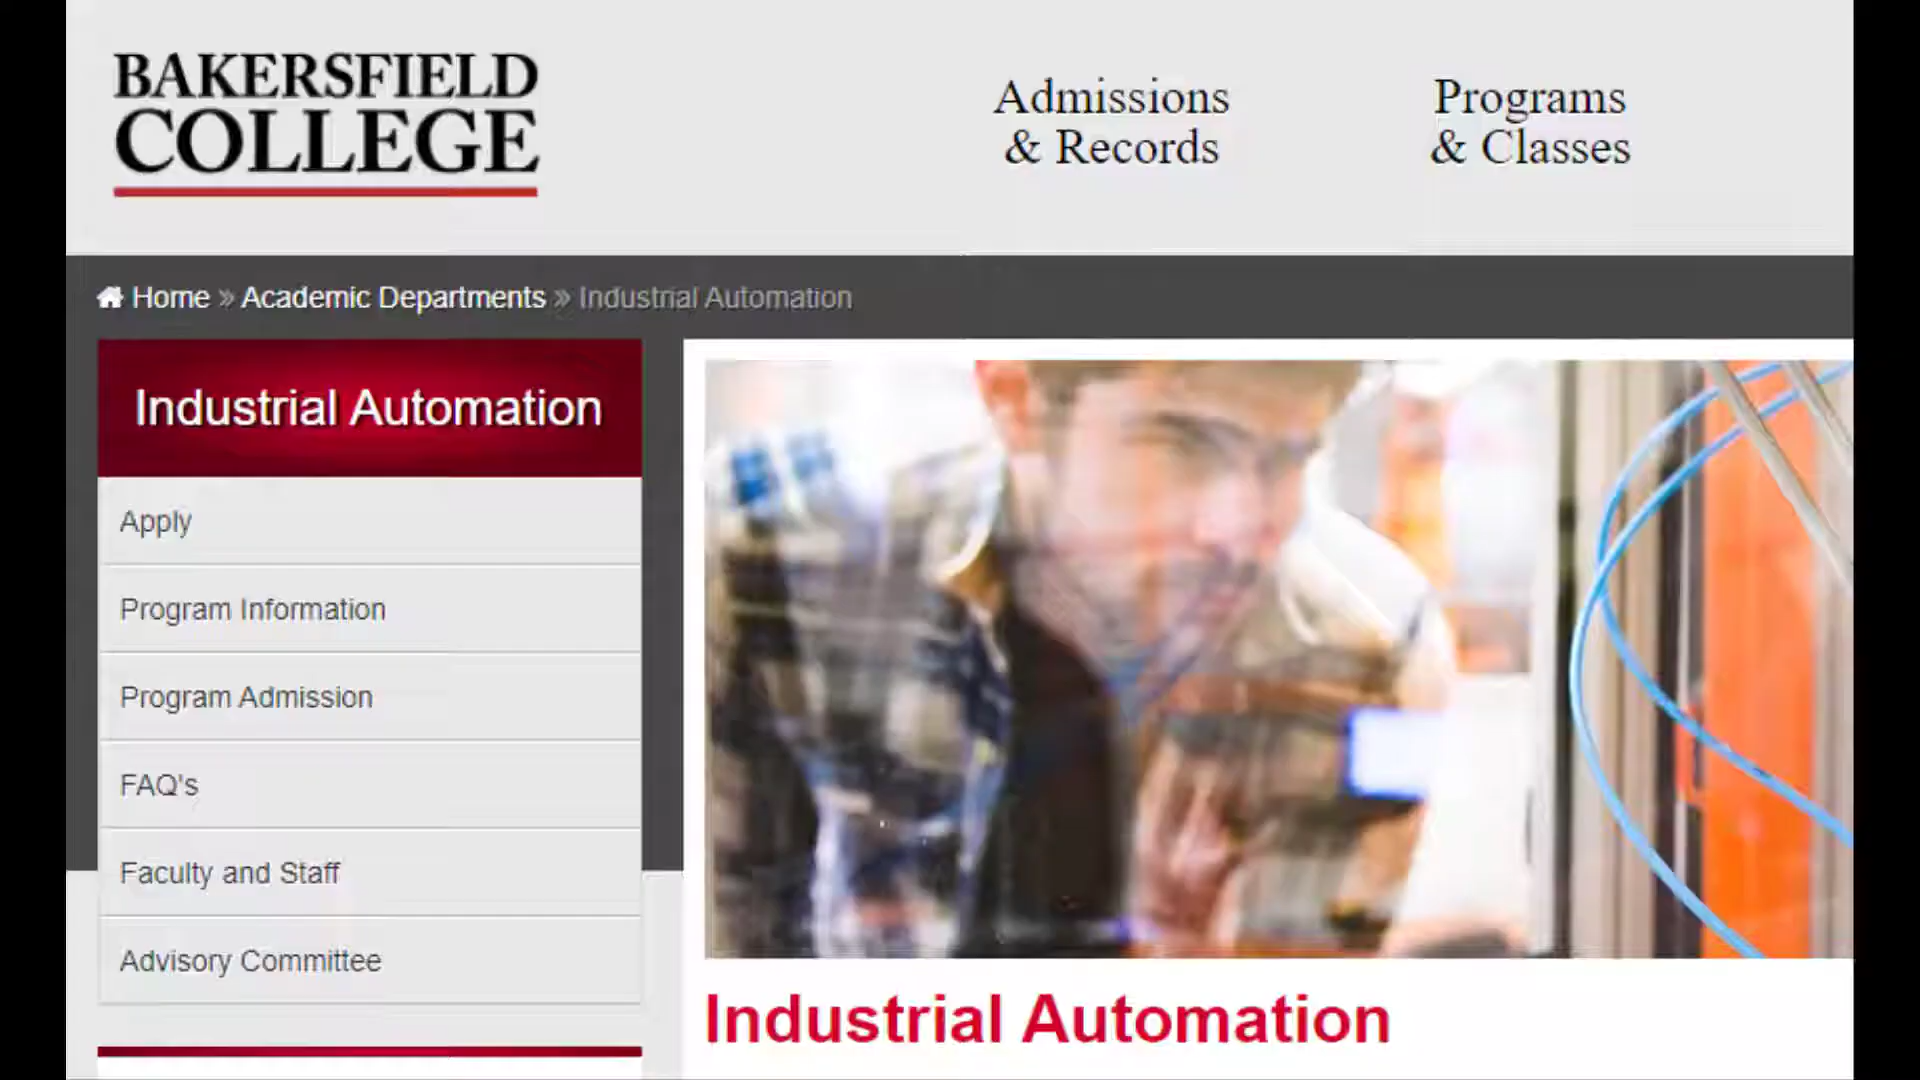 BAKERSFIELD
COLLEGE
Admissions
& Records
Programs
& Classes
Home » Academic Departments » Industrial Automation
Industrial Automation
Apply
Program Information
Program Admission
FAQ's
Faculty and Staff
Advisory Committee
Industrial Automation